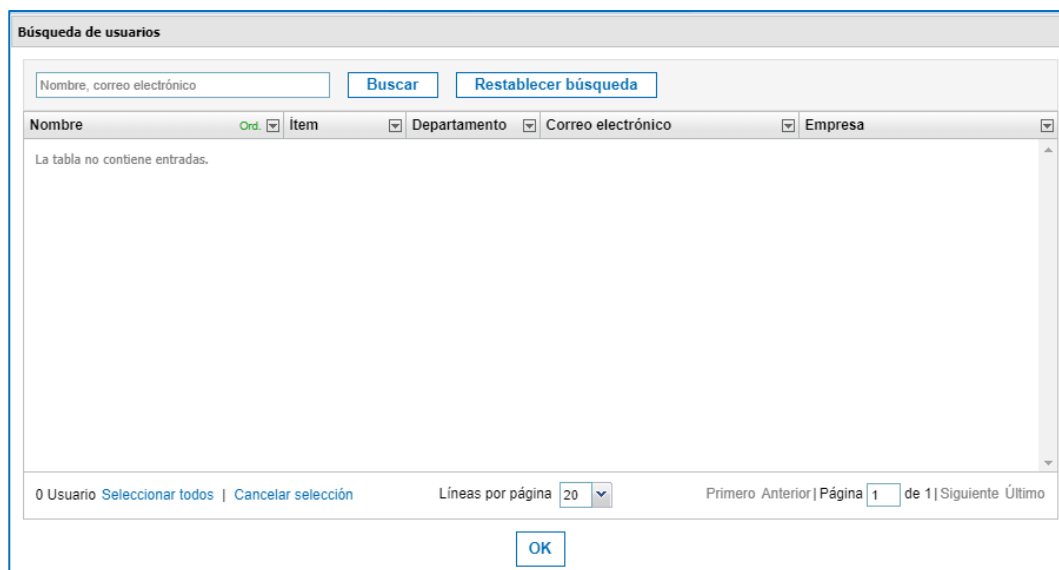 Búsqueda de usuarios
Nombre, correo electrónico Buscar Restablecer búsqueda
Nombre Ord. Ítem Departamento Correo electrónico Empresa
La tabla no contiene entradas.
0 Usuario Seleccionar todos | Cancelar selección Líneas por página 20 Primero Anterior | Página 1 de 1 | Siguiente Último
OK